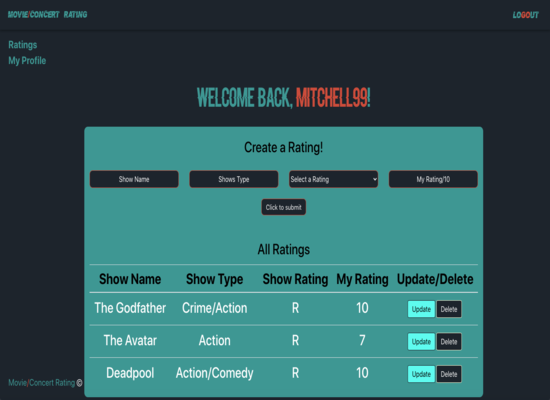 MOVIE/CONCERT RATING
LOGOUT
Ratings
My Profile
WELCOME BACK, MITCHELL99!
Create a Rating!
Show Name Shows Type Select a Rating My Rating/10
Click to submit
All Ratings
Show Name Show Type Show Rating My Rating Update/Delete
The Godfather Crime/Action R 10 Update Delete
The Avatar Action R 7 Update Delete
Deadpool Action/Comedy R 10 Update Delete
Movie/Concert Rating ©